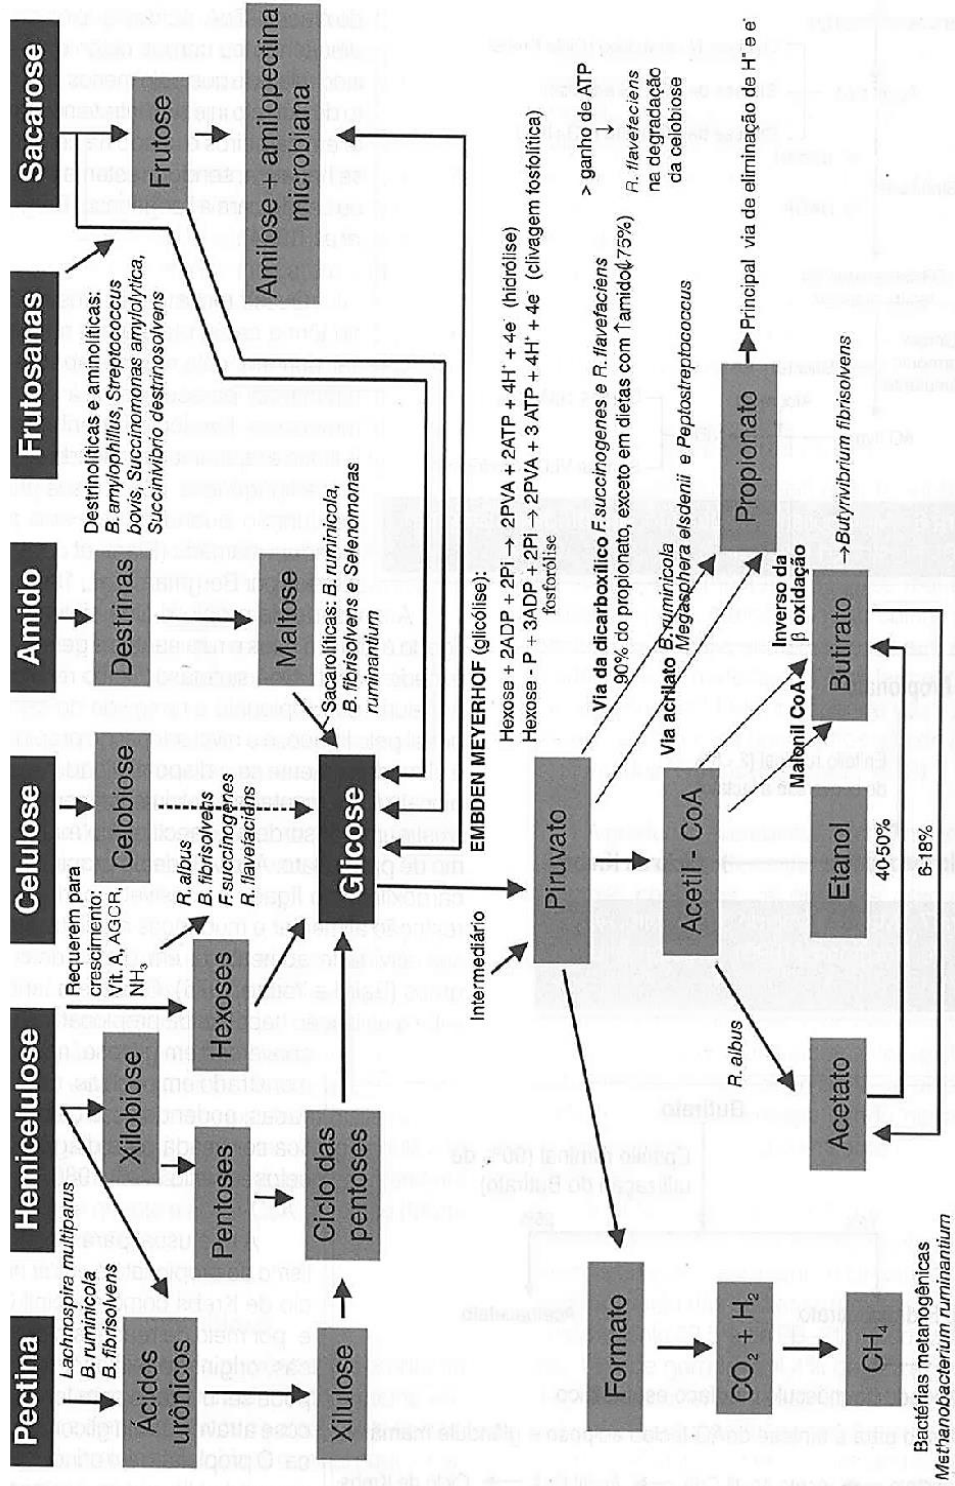 Pectina
Hemicelulose
Celulose
Amido
Frutosanas
Sacarose
Lachnospira multiparus
B. ruminicola
B. fibrisolvens
Requerem para
crescimento:
Vit. A, AGCR,
NH₃
Destrinolíticas e aminolíticas:
B. amylophillus, Streptococcus
bovis, Succinomonas amylolytica,
Succinivibrio destrinosolvens
Ácidos
urônicos
Xilobiose
Celobiose
Destrinas
Frutose
Pentoses
Hexoses
R. albus
B. fibrisolvens
F. succinogenes
R. flavefaciens
Maltose
Amilose + amiopectina
microbiana
Xilulose
Ciclo das
pentoses
Glicose
Sacarolíticas: B. ruminicola,
B. fibrisolvens e Selenomonas
ruminantium
Intermediário
EMBDEN MEYERHOF (glicólise):
Hexose + 2ADP + 2Pi → 2PVA + 2ATP + 4H⁺ + 4e⁻ (hidrólise)
Hexose - P + 3ADP +2Pi → 2PVA + 3 ATP + 4H⁺ + 4e⁻ (clivagem fosfolítica)
fosforólise
> ganho de ATP
R. flavefaciens
na degradação
da celobiose
Formato
Piruvato
Via da dicarboxílico F. succinogenes e R. flavefaciens
90% do propionato exceto em dietas com ↑amido(↓75%)
Via acrilato B. ruminicola
Megasphera elsdenii e Peptostreptococcus
CO₂ + H₂
R. albus
Acetil - CoA
Propionato
Principal via de eliminação de H⁺ e e⁻
Malonil CoA
Inverso da
β oxidação
CH₄
Acetato
Etanol
Butirato
→Butyrivibrium fibrisolvens
40-50%
6-18%
Bactérias metanogênicas
Methanobacterium ruminantium